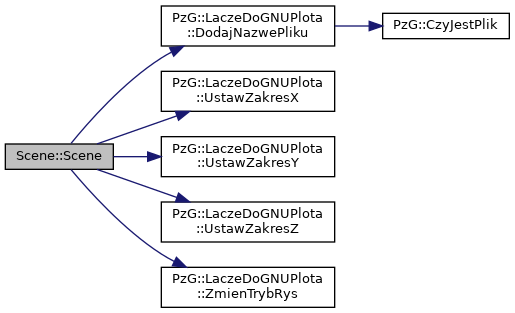 PzG::LaczeDoGNUPlota
::DodajNazwePliku
PzG::CzyJestPlik
PzG::LaczeDoGNUPlota
::UstawZakresX
Scene::Scene
PzG::LaczeDoGNUPlota
::UstawZakresY
PzG::LaczeDoGNUPlota
::UstawZakresZ
PzG::LaczeDoGNUPlota
::ZmienTrybRys